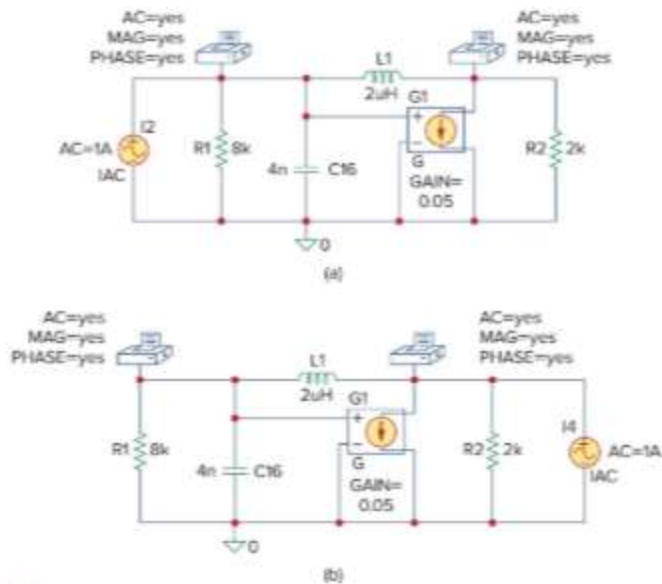 AC=yes
MAG=yes
PHASE=yes
AC=yes
MAG=yes
PHASE=yes
L1
2uH
G1
I2
AC=1A
IAC
R1
8k
4n
C16
+
−
G
GAIN=
0.05
R2
2k
0
(a)
AC=yes
MAG=yes
PHASE=yes
AC=yes
MAG=yes
PHASE=yes
L1
2uH
G1
R1
8k
4n
C16
+
−
G
GAIN=
0.05
R2
2k
I4
AC=1A
IAC
0
(b)